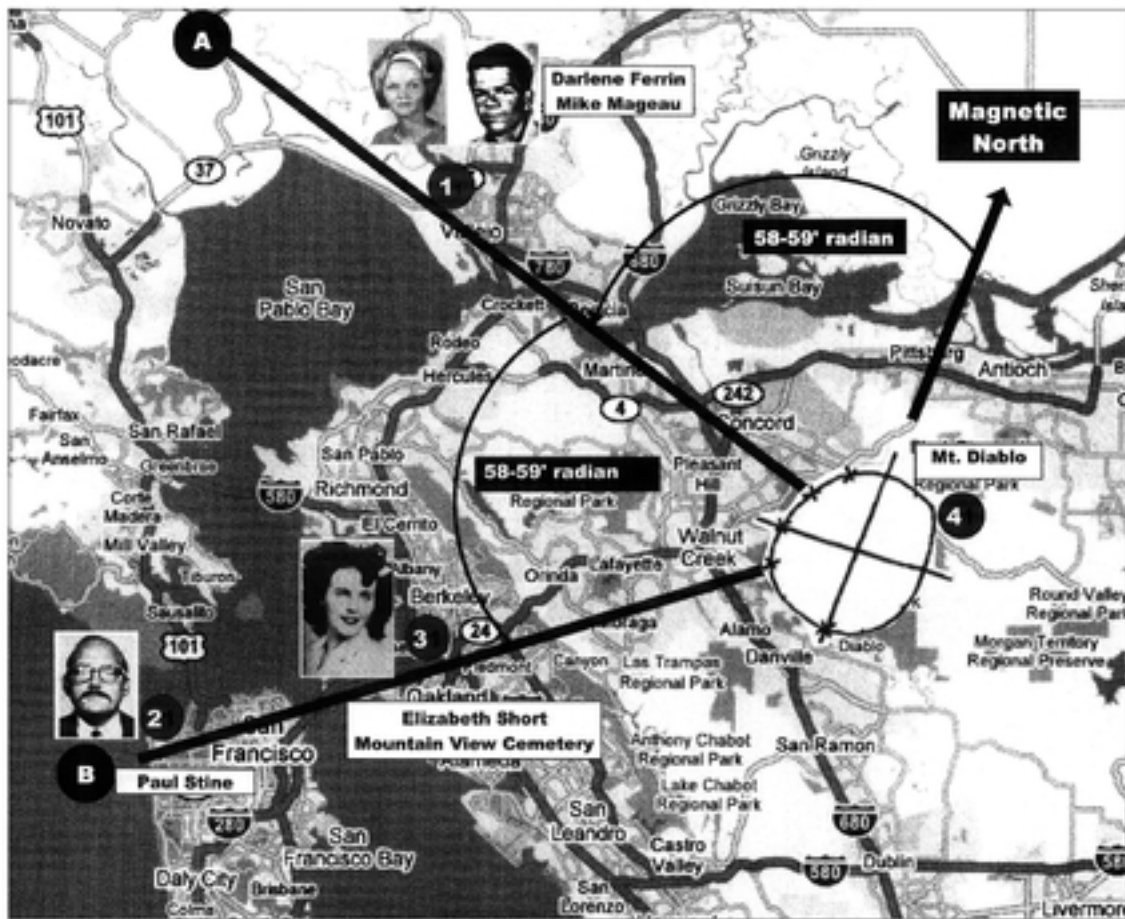 A
Darlene Ferrin
Mike Mageau
Magnetic
North
101
37
Grizzly
Island
1
Grizzly Bay
58-59° radian
Novato
780
680
San
Pablo Bay
Suisun Bay
Crockett
Rodeo
Pittsburg
Antioch
Hercules
242
4
Concord
Fairfax
San
Anselmo
San Rafael
San Pablo
Pleasant
Hill
Mt. Diablo
Regional Park
Greenbrae
58-59° radian
Regional Park
580
Richmond
4
Corte
Madera
El Cerrito
Walnut
Creek
Mill Valley
Tiburon
Albany
Orinda
Lafayette
Berkeley
Round Valley
Regional Park
Sausalito
3
24
Alamo
Diablo
Morgan Territory
Regional Preserve
101
Piedmont
Canyon
Las Trampas
Regional Park
Danville
Oakland
2
San
Francisco
Elizabeth Short
Mountain View Cemetery
B
Paul Stine
Alameda
Anthony Chabot
Regional Park
San Ramon
Lake Chabot
Regional Park
280
San
Francisco Bay
San
Leandro
680
Castro
Valley
580
Dublin
580
Daly City
Brisbane
Colma
San
Lorenzo
Livermore